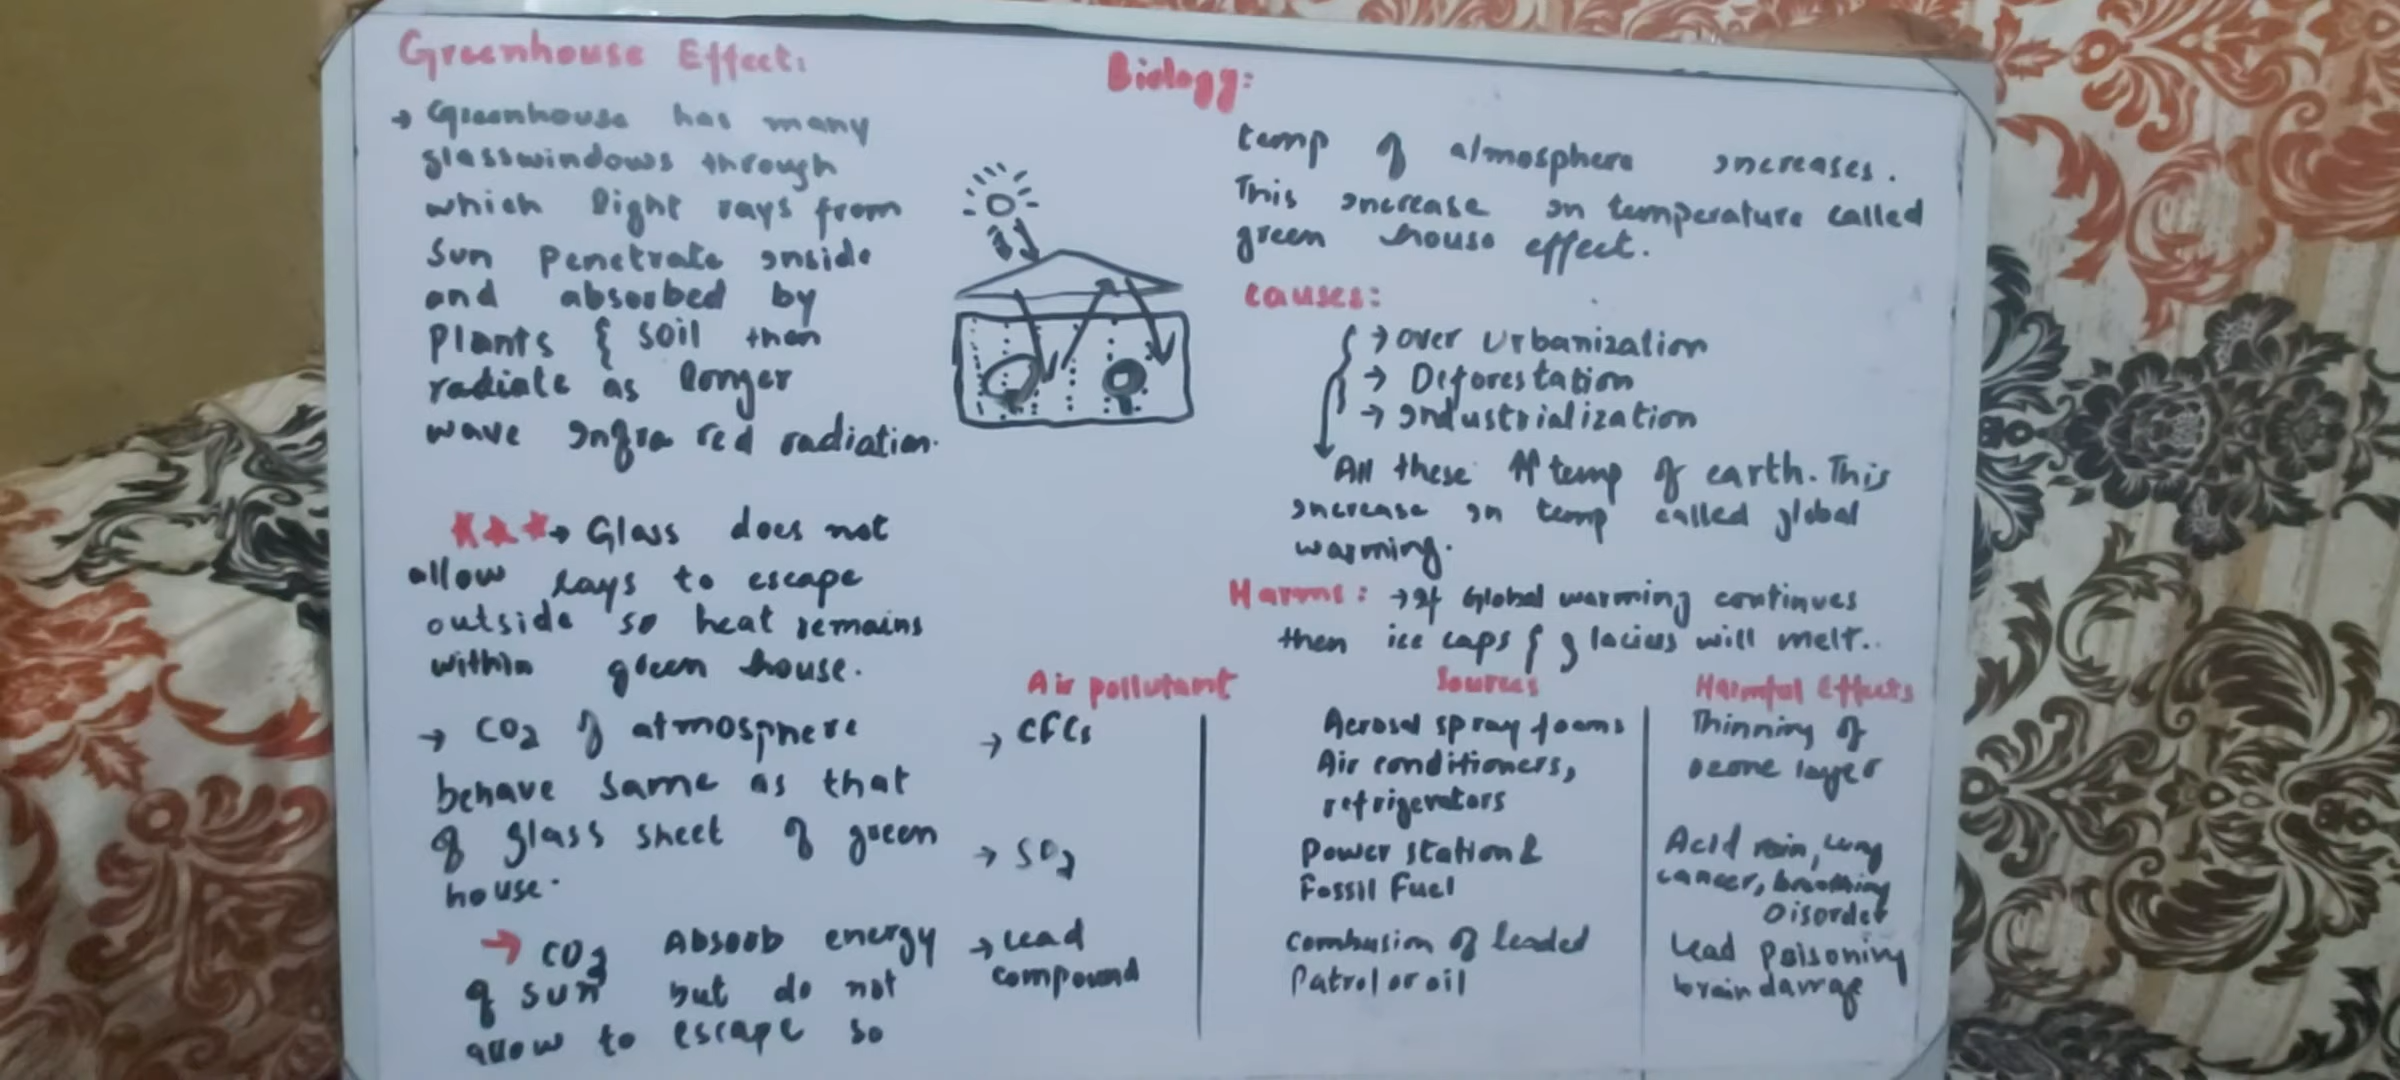 Greenhouse Effect:
→ Greenhouse has many
glasswindows through
which light rays from
Sun Penetrate inside
and absorbed by
Plants & soil then
radiate as longer
wave infra red radiation.
→ Glass does not
allow rays to escape
outside so heat remains
within green house.
→ CO2 of atmosphere
behave same as that
of glass sheet of green
house.
→ CO2 Absorb energy
of sun but do not
allow to escape so
Biology:
temp of atmosphere increases.
This increase in temperature called
green house effect.
Causes:
→ over Urbanization
→ Deforestation
→ industrialization
All these ↑↑ temp of earth. This
increase in temp called global
warming.
Harms: → If Global warming continues
then ice caps & glaciers will melt..
Air pollutant Sources Harmful Effects
→ CFCs Aerosol spray foams Thinning of
Air conditioners, ozone layer
refrigerators
→ SO2 Power station & Acid rain, lung
Fossil Fuel cancer, breathing
Disorder
→ Lead Combusion of leaded Lead Poisoning
compound Patrol or oil brain damage